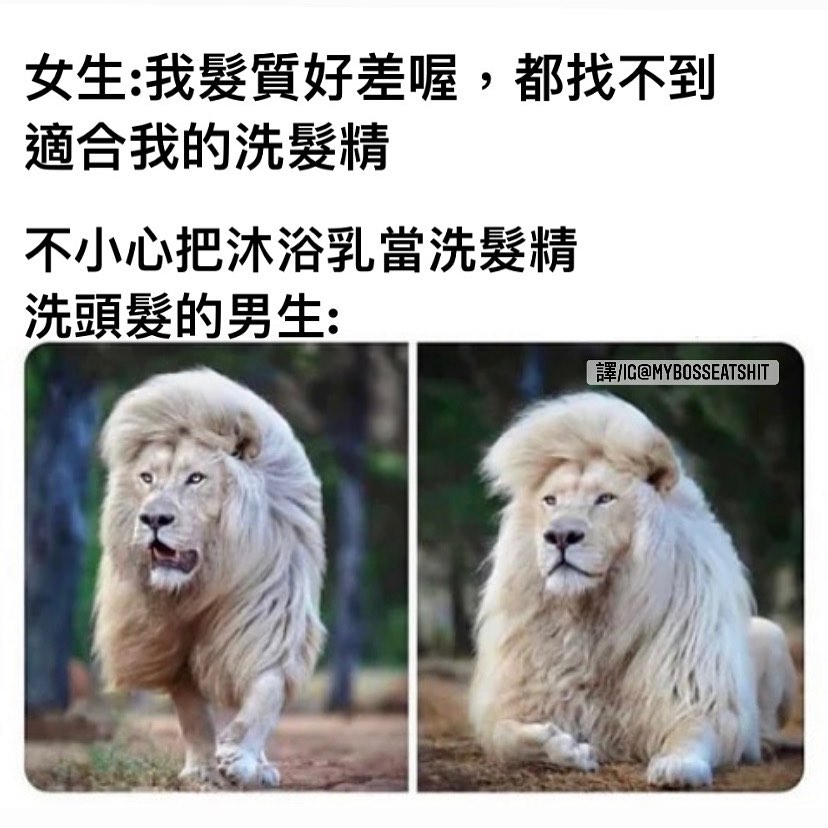 女生:我髮質好差喔，都找不到
適合我的洗髮精
不小心把沐浴乳當洗髮精
洗頭髮的男生:
譯/IG@MYBOSSEATSHIT